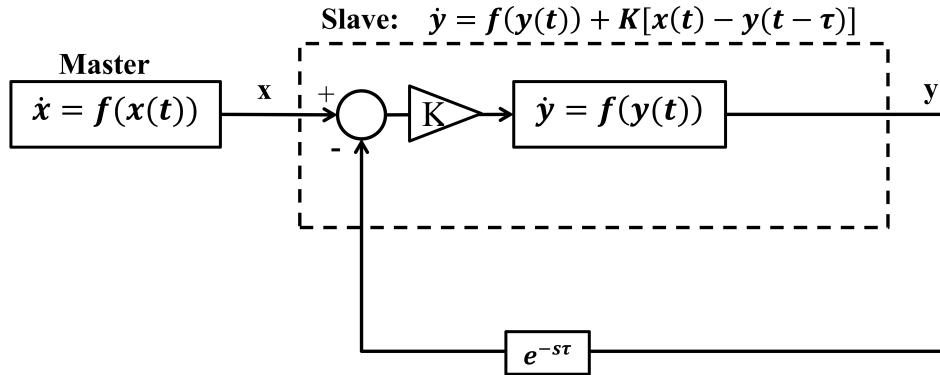 Slave: ẏ = f(y(t)) + K[x(t) − y(t − τ)]
Master
ẋ = f(x(t))
x
+
-
K
ẏ = f(y(t))
y
e^{-sτ}